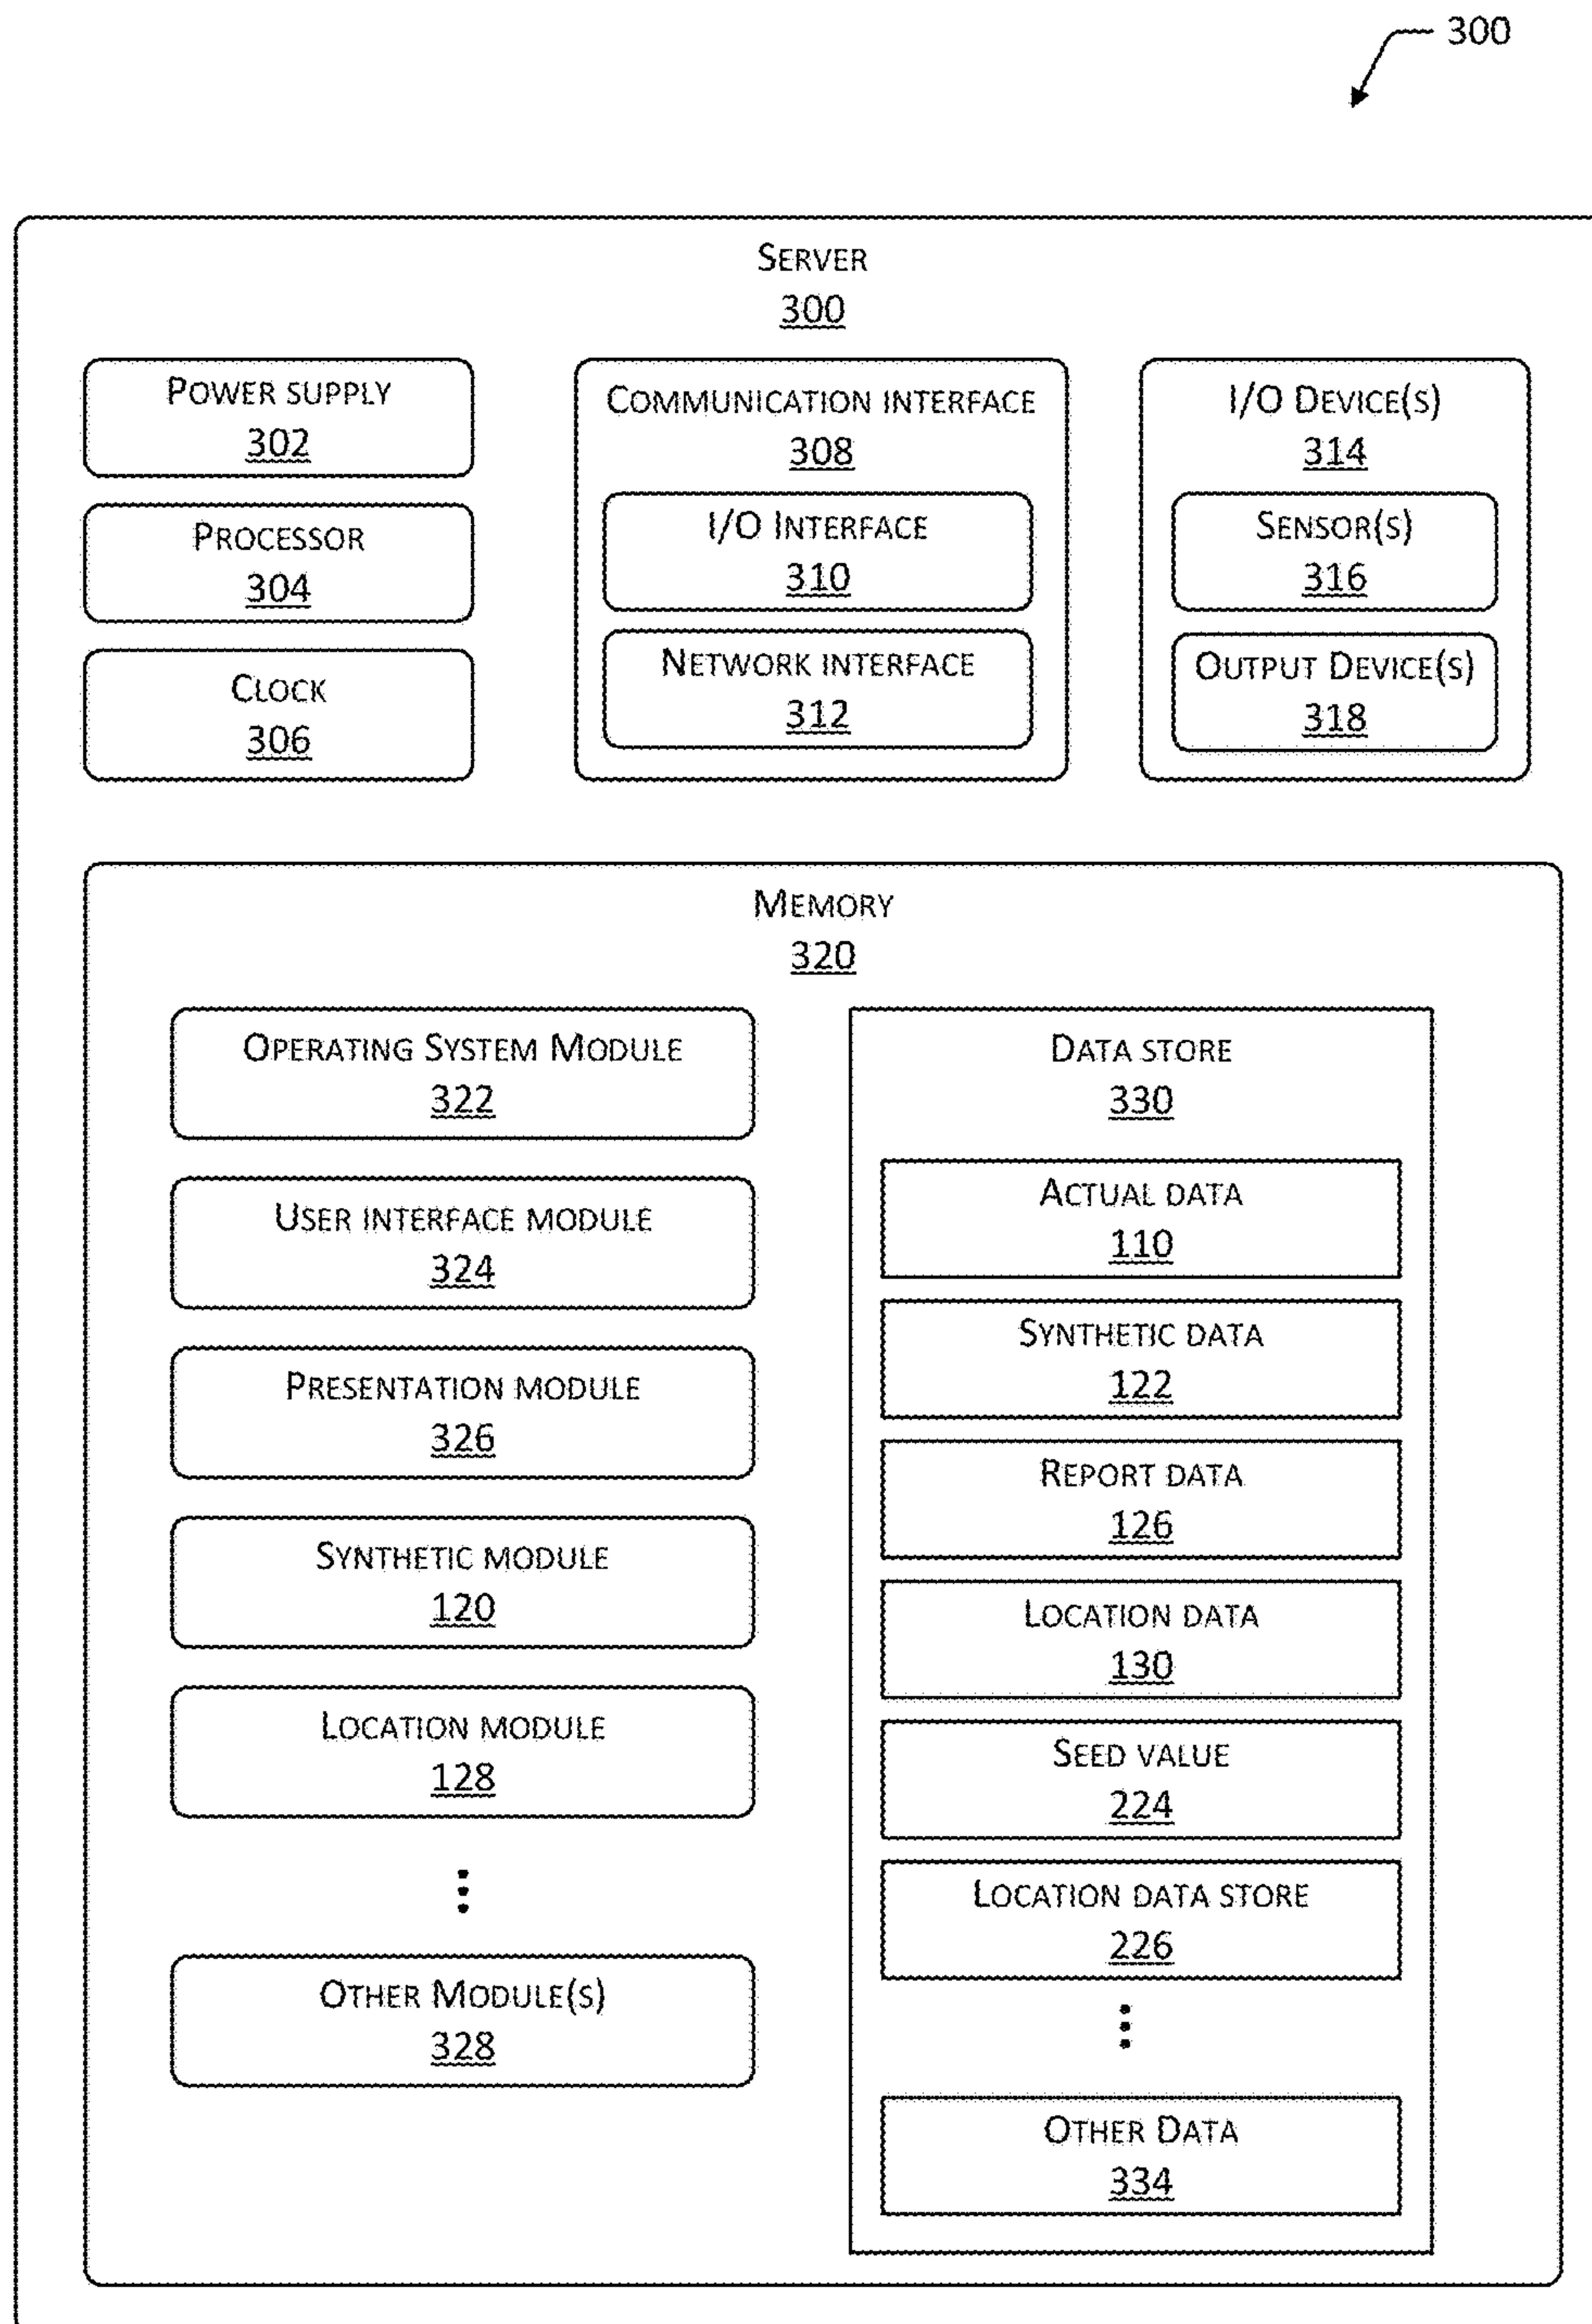 300
SERVER
300
POWER SUPPLY
302
PROCESSOR
304
CLOCK
306
COMMUNICATION INTERFACE
308
I/O INTERFACE
310
NETWORK INTERFACE
312
I/O DEVICE(S)
314
SENSOR(S)
316
OUTPUT DEVICE(S)
318
MEMORY
320
OPERATING SYSTEM MODULE
322
USER INTERFACE MODULE
324
PRESENTATION MODULE
326
SYNTHETIC MODULE
120
LOCATION MODULE
128
OTHER MODULE(S)
328
DATA STORE
330
ACTUAL DATA
110
SYNTHETIC DATA
122
REPORT DATA
126
LOCATION DATA
130
SEED VALUE
224
LOCATION DATA STORE
226
OTHER DATA
334